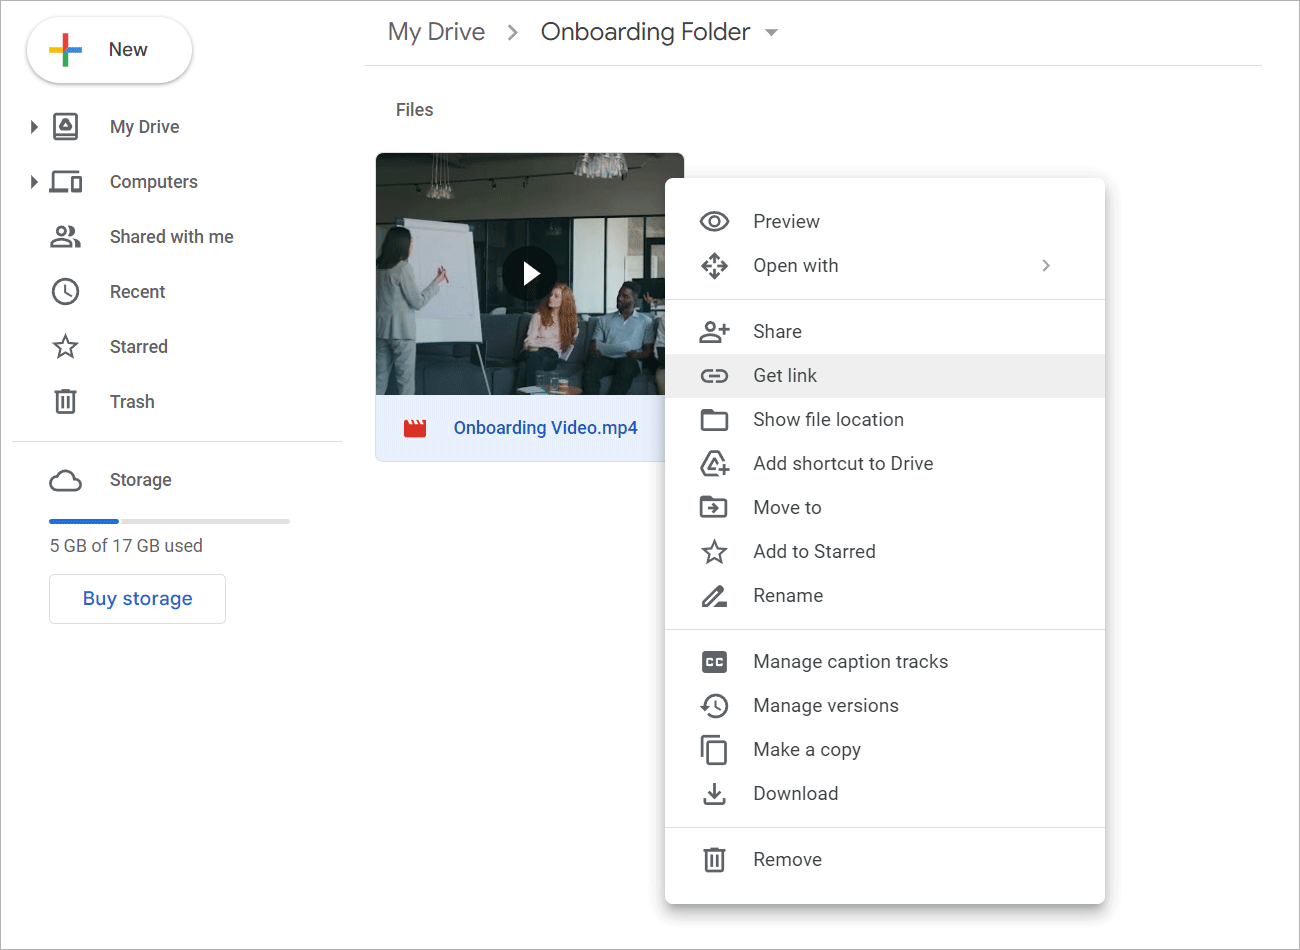 New
My Drive
Computers
Shared with me
Recent
Starred
Trash
Storage
5 GB of 17 GB used
Buy storage
My Drive > Onboarding Folder
Files
Onboarding Video.mp4
Preview
Open with
Share
Get link
Show file location
Add shortcut to Drive
Move to
Add to Starred
Rename
CC Manage caption tracks
Manage versions
Make a copy
Download
Remove